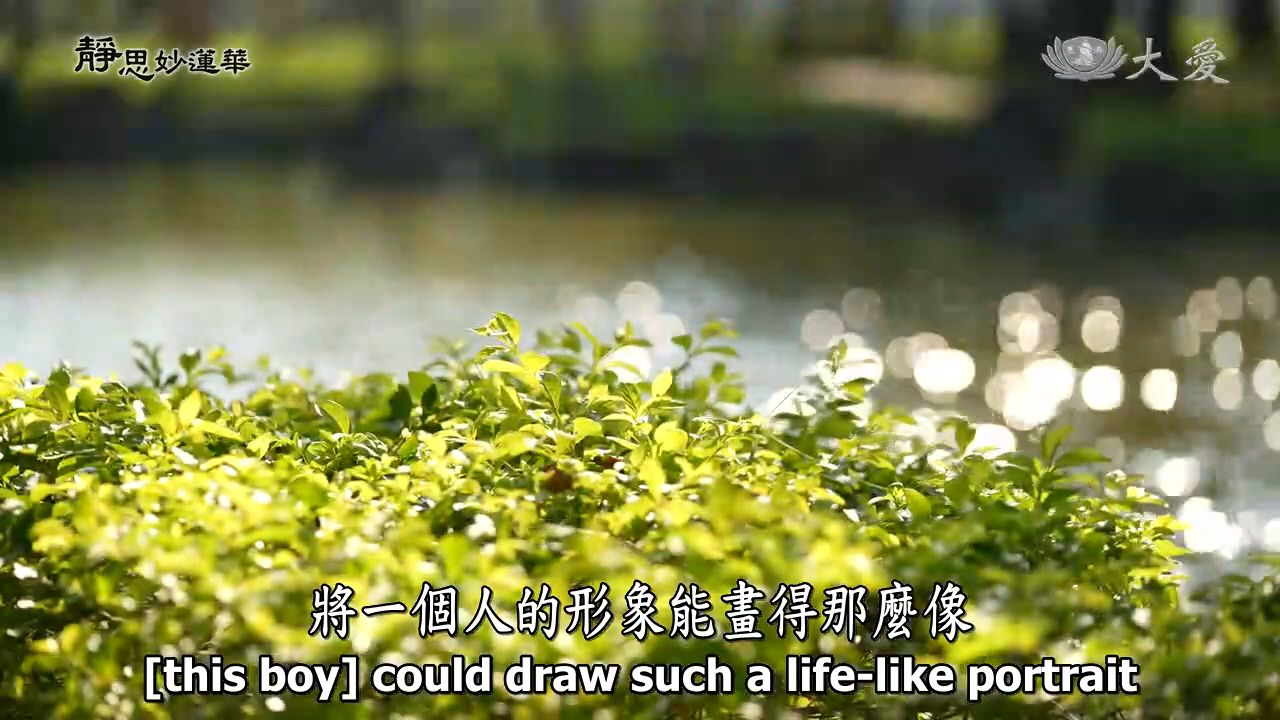 靜思妙蓮華
大愛
將一個人的形象能畫得那麼像
[this boy] could draw such a life-like portrait